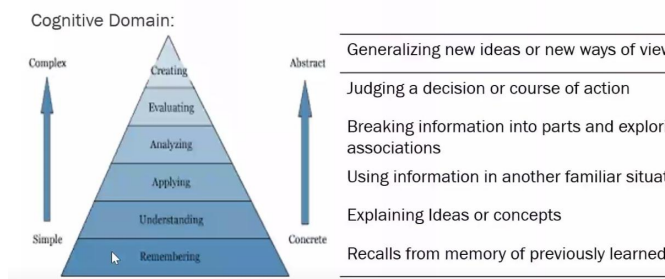 Cognitive Domain:
Complex
Abstract
Creating
Evaluating
Analyzing
Applying
Understanding
Remembering
Simple
Concrete
Generalizing new ideas or new ways of
Judging a decision or course of action
Breaking information into parts and
associations
Using information in another familiar
Explaining Ideas or concepts
Recalls from memory of previously learned